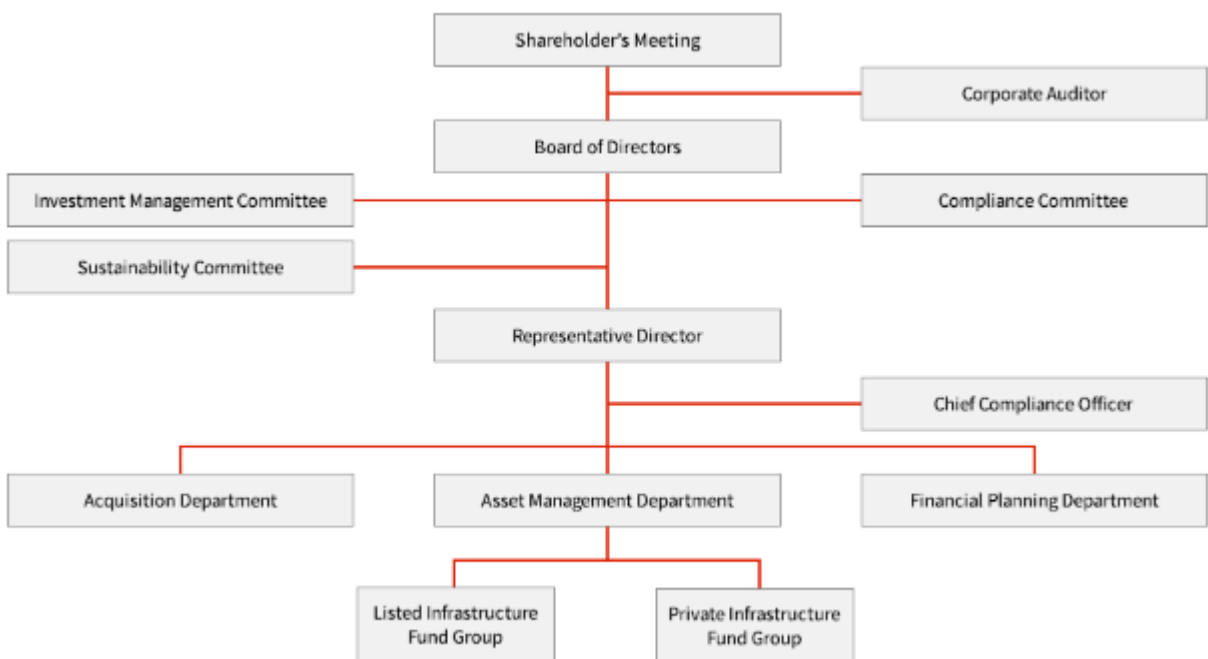 Shareholder's Meeting
Corporate Auditor
Board of Directors
Investment Management Committee
Compliance Committee
Sustainability Committee
Representative Director
Chief Compliance Officer
Acquisition Department
Asset Management Department
Financial Planning Department
Listed Infrastructure
Fund Group
Private Infrastructure
Fund Group